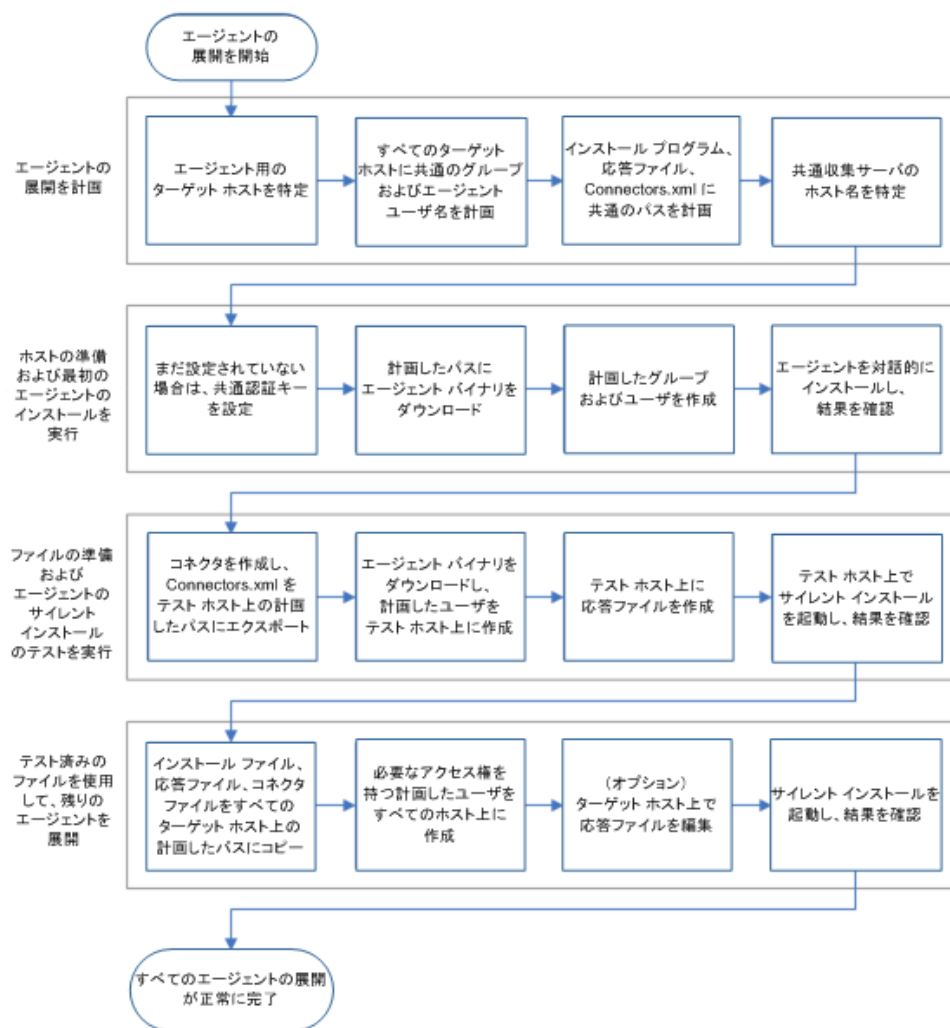 エージェントの
展開を開始
エージェントの
展開を計画
エージェント用の
ターゲット ホストを特定
すべてのターゲット
ホストに共通のグループ
およびエージェント
ユーザ名を計画
インストール プログラム、
応答ファイル、
Connectors.xml に
共通のパスを計画
共通収集サーバの
ホスト名を特定
ホストの準備
および最初の
エージェントの
インストールを
実行
まだ設定されていない
場合は、共通認証キー
を設定
計画したパスに
エージェント バイナリを
ダウンロード
計画したグループ
およびユーザを作成
エージェントを対話的に
インストールし、
結果を確認
ファイルの準備
および
エージェントの
サイレント
インストール
のテストを実行
コネクタを作成し、
Connectors.xml を
テスト ホスト上の計画
したパスにエクスポート
エージェント バイナリを
ダウンロードし、
計画したユーザを
テスト ホスト上に作成
テスト ホスト上に
応答ファイルを作成
テスト ホスト上で
サイレント インストール
を起動し、結果を確認
テスト済みの
ファイルを使用
して、残りの
エージェントを
展開
インストール ファイル、
応答ファイル、コネクタ
ファイルをすべての
ターゲット ホスト上の
計画したパスにコピー
必要なアクセス権を
持つ計画したユーザを
すべてのホスト上に
作成
（オプション）
ターゲット ホスト上で
応答ファイルを編集
サイレント インストールを
起動し、結果を確認
すべてのエージェントの展開
が正常に完了